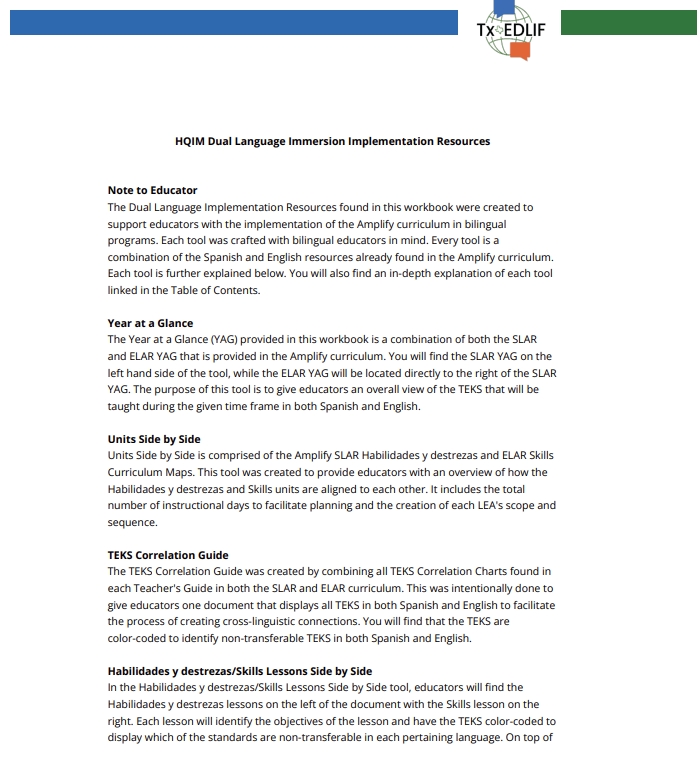 Tx EDLIF
HQIM Dual Language Immersion Implementation Resources
Note to Educator
The Dual Language Implementation Resources found in this workbook were created to
support educators with the implementation of the Amplify curriculum in bilingual
programs. Each tool was crafted with bilingual educators in mind. Every tool is a
combination of the Spanish and English resources already found in the Amplify curriculum.
Each tool is further explained below. You will also find an in-depth explanation of each tool
linked in the Table of Contents.
Year at a Glance
The Year at a Glance (YAG) provided in this workbook is a combination of both the SLAR
and ELAR YAG that is provided in the Amplify curriculum. You will find the SLAR YAG on the
left hand side of the tool, while the ELAR YAG will be located directly to the right of the SLAR
YAG. The purpose of this tool is to give educators an overall view of the TEKS that will be
taught during the given time frame in both Spanish and English.
Units Side by Side
Units Side by Side is comprised of the Amplify SLAR Habilidades y destrezas and ELAR Skills
Curriculum Maps. This tool was created to provide educators with an overview of how the
Habilidades y destrezas and Skills units are aligned to each other. It includes the total
number of instructional days to facilitate planning and the creation of each LEA's scope and
sequence.
TEKS Correlation Guide
The TEKS Correlation Guide was created by combining all TEKS Correlation Charts found in
each Teacher's Guide in both the SLAR and ELAR curriculum. This was intentionally done to
give educators one document that displays all TEKS in both Spanish and English to facilitate
the process of creating cross-linguistic connections. You will find that the TEKS are
color-coded to identify non-transferable TEKS in both Spanish and English.
Habilidades y destrezas/Skills Lessons Side by Side
In the Habilidades y destrezas/Skills Lessons Side by Side tool, educators will find the
Habilidades y destrezas lessons on the left of the document with the Skills lesson on the
right. Each lesson will identify the objectives of the lesson and have the TEKS color-coded to
display which of the standards are non-transferable in each pertaining language. On top of